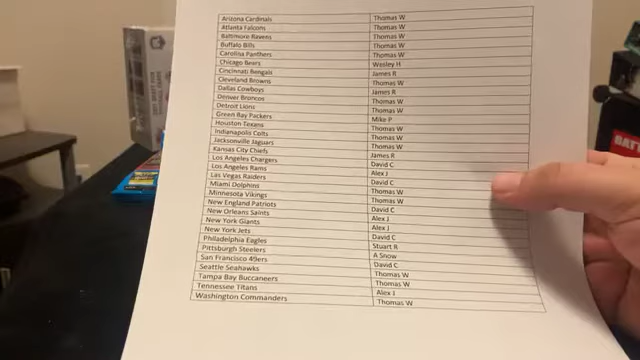 Arizona Cardinals Thomas W
Atlanta Falcons Thomas W
Baltimore Ravens Thomas W
Buffalo Bills Thomas W
Carolina Panthers Thomas W
Chicago Bears Wesley H
Cincinnati Bengals James R
Cleveland Browns Thomas W
Dallas Cowboys James R
Denver Broncos Thomas W
Detroit Lions Thomas W
Green Bay Packers Mike P
Houston Texans Thomas W
Indianapolis Colts Thomas W
Jacksonville Jaguars Thomas W
Kansas City Chiefs James R
Los Angeles Chargers David C
Los Angeles Rams Alex J
Las Vegas Raiders David C
Miami Dolphins Thomas W
Minnesota Vikings Thomas W
New England Patriots David C
New Orleans Saints Alex J
New York Giants Alex J
New York Jets David C
Philadelphia Eagles Stuart R
Pittsburgh Steelers A Snow
San Francisco 49ers David C
Seattle Seahawks Thomas W
Tampa Bay Buccaneers Thomas W
Tennessee Titans Alex J
Washington Commanders Thomas W